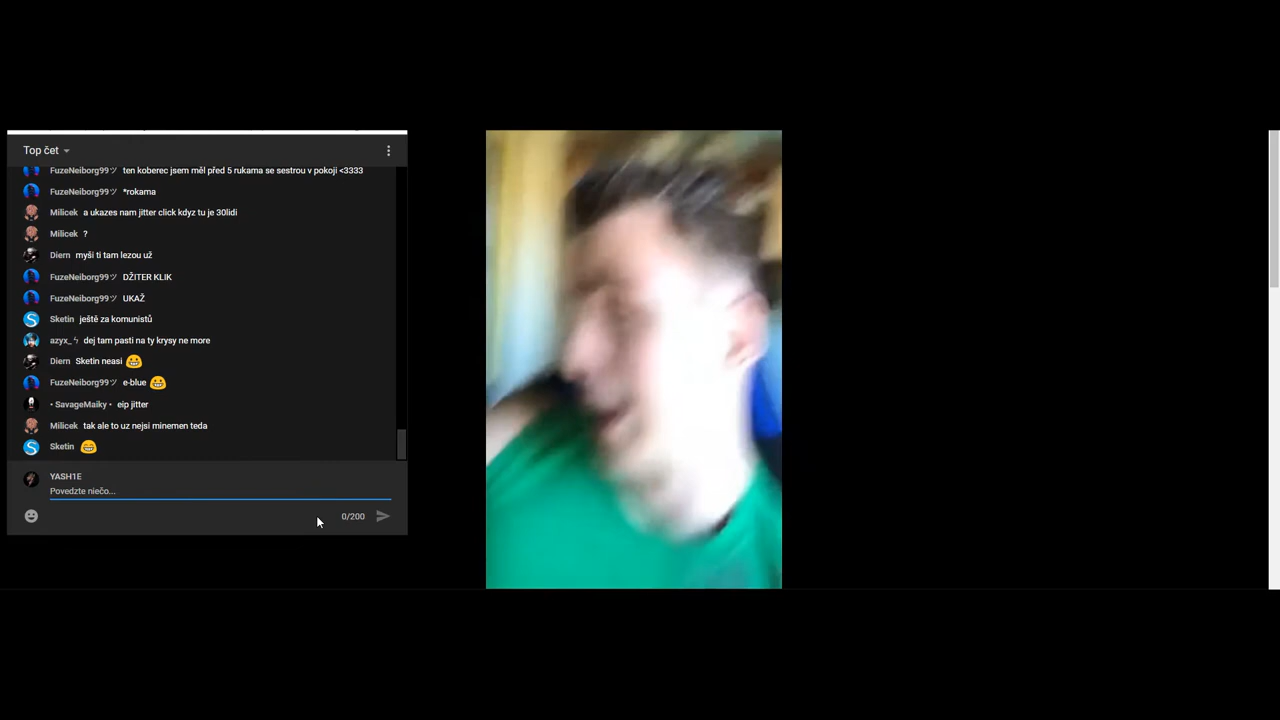 Top čet
FuzeNeiborg99ツ ten koberec jsem měl před 5 rukama se sestrou v pokoji <3333
FuzeNeiborg99ツ *rokama
Milicek a ukazes nam jitter click kdyz tu je 30lidi
Milicek ?
Diern myši ti tam lezou už
FuzeNeiborg99ツ DŽITER KLIK
FuzeNeiborg99ツ UKAŽ
Sketin ještě za komunistů
azyx_ϟ dej tam pasti na ty krysy ne more
Diern Sketin neasi 😬
FuzeNeiborg99ツ e-blue 😬
• SavageMaiky • eip jitter
Milicek tak ale to uz nejsi minemen teda
Sketin 😂
YASH1E
Povedzte niečo...
0/200